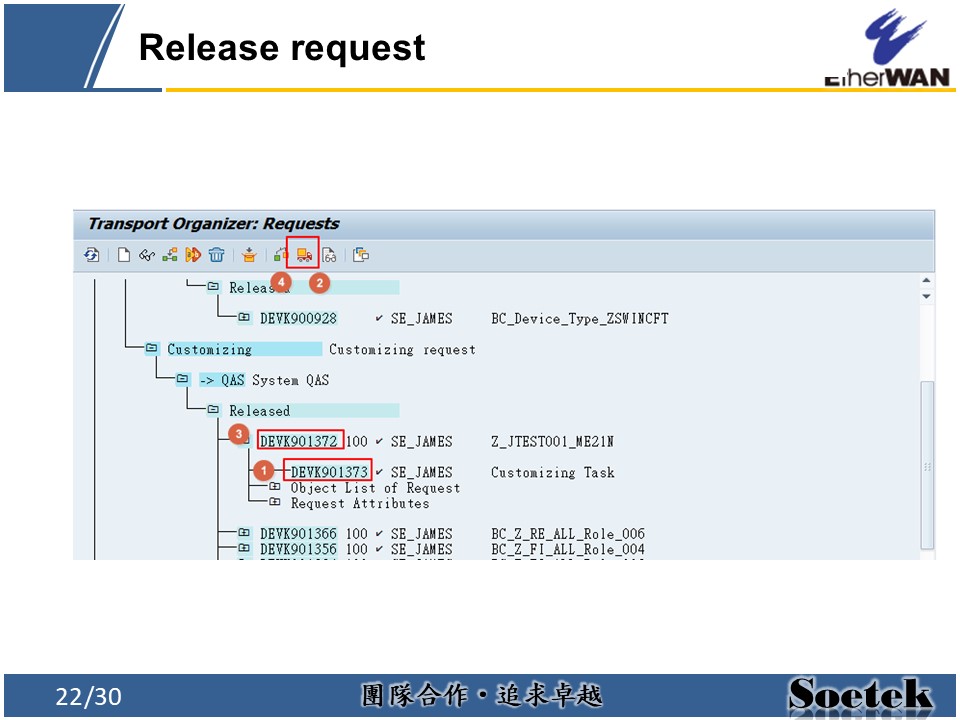 Release request
EtherWAN
Transport Organizer: Requests
4 2
Released
DEVK900928 ✔ SE_JAMES BC_Device_Type_ZSWINCFT
Customizing Customizing request
-> QAS System QAS
Released
3 DEVK901372 100 ✔ SE_JAMES Z_JTEST001_ME21N
1 DEVK901373 ✔ SE_JAMES Customizing Task
Object List of Request
Request Attributes
DEVK901366 100 ✔ SE_JAMES BC_Z_RE_ALL_Role_006
DEVK901356 100 ✔ SE_JAMES BC_Z_FI_ALL_Role_004
22/30
團隊合作・追求卓越
Soetek